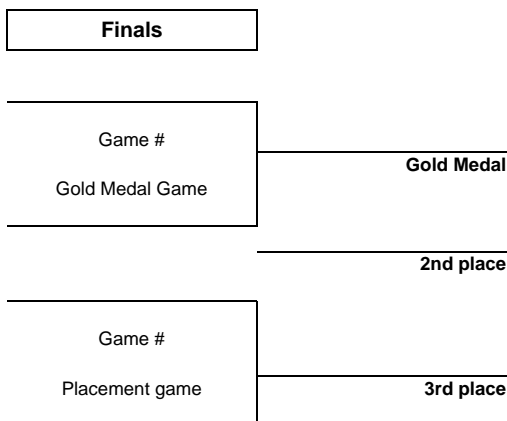 Finals
Game #
Gold Medal
Gold Medal Game
2nd place
Game #
Placement game
3rd place